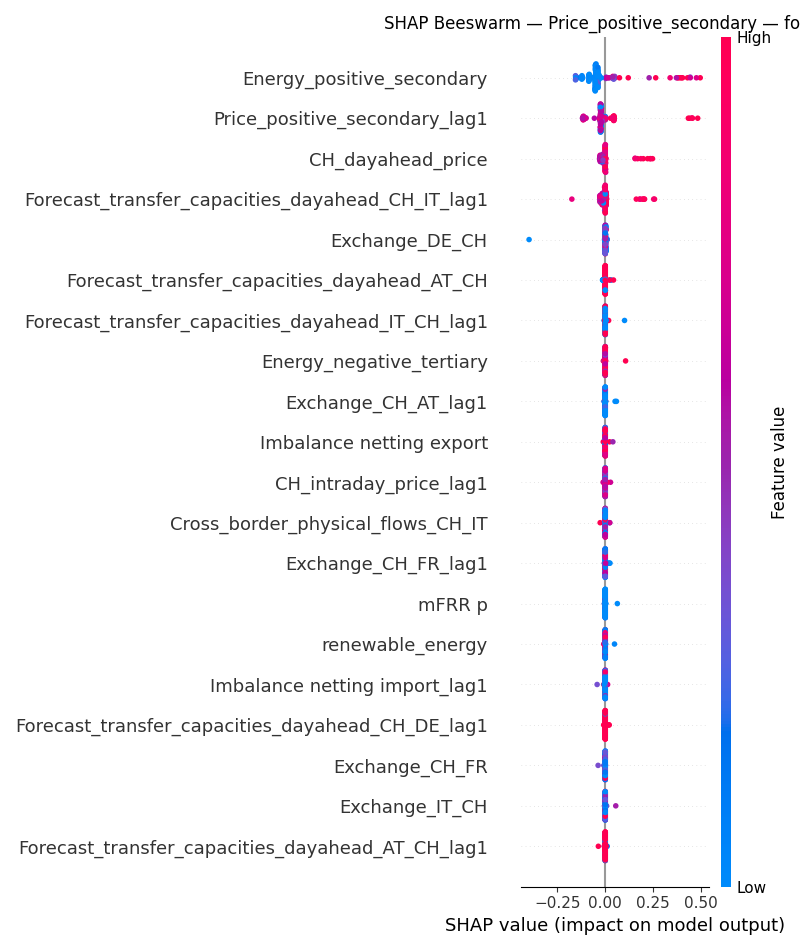 SHAP Beeswarm — Price_positive_secondary — fo
High
Energy_positive_secondary
Price_positive_secondary_lag1
CH_dayahead_price
Forecast_transfer_capacities_dayahead_CH_IT_lag1
Exchange_DE_CH
Forecast_transfer_capacities_dayahead_AT_CH
Forecast_transfer_capacities_dayahead_IT_CH_lag1
Energy_negative_tertiary
Exchange_CH_AT_lag1
Imbalance netting export
CH_intraday_price_lag1
Cross_border_physical_flows_CH_IT
Exchange_CH_FR_lag1
mFRR p
renewable_energy
Imbalance netting import_lag1
Forecast_transfer_capacities_dayahead_CH_DE_lag1
Exchange_CH_FR
Exchange_IT_CH
Forecast_transfer_capacities_dayahead_AT_CH_lag1
Feature value
Low
−0.25 0.00 0.25 0.50
SHAP value (impact on model output)